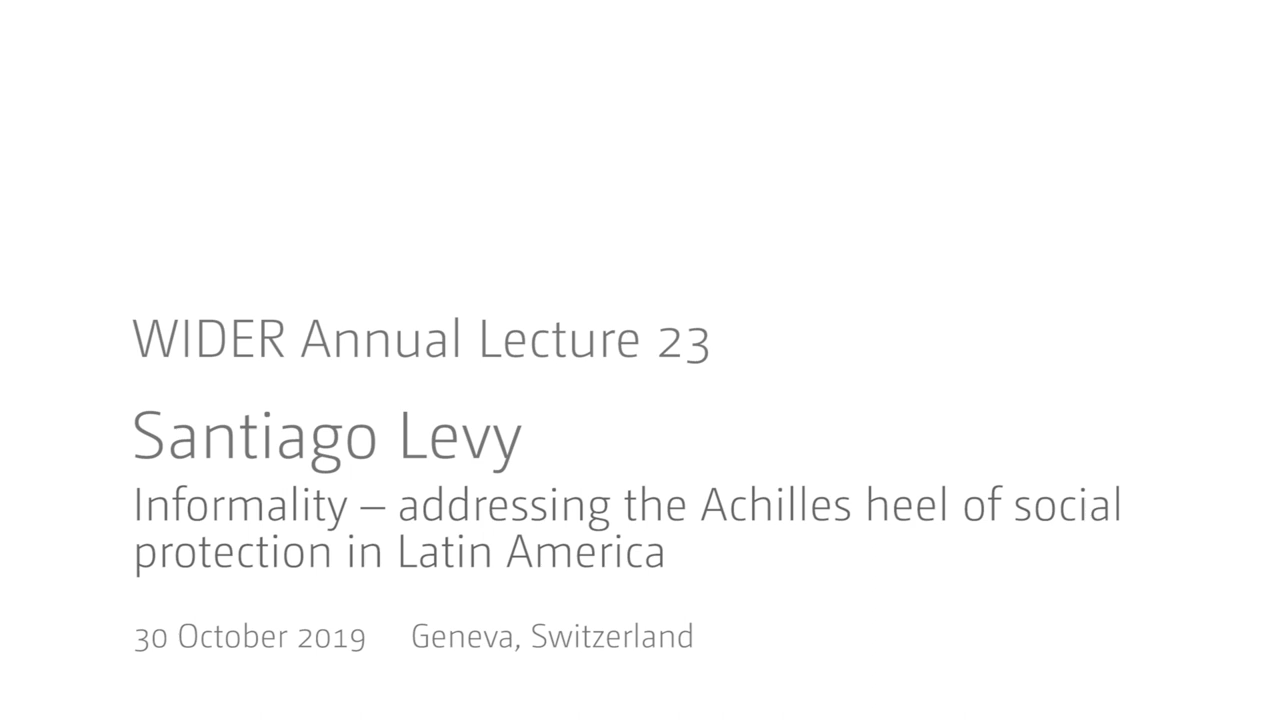 WIDER Annual Lecture 23
Santiago Levy
Informality – addressing the Achilles heel of social
protection in Latin America
30 October 2019 Geneva, Switzerland